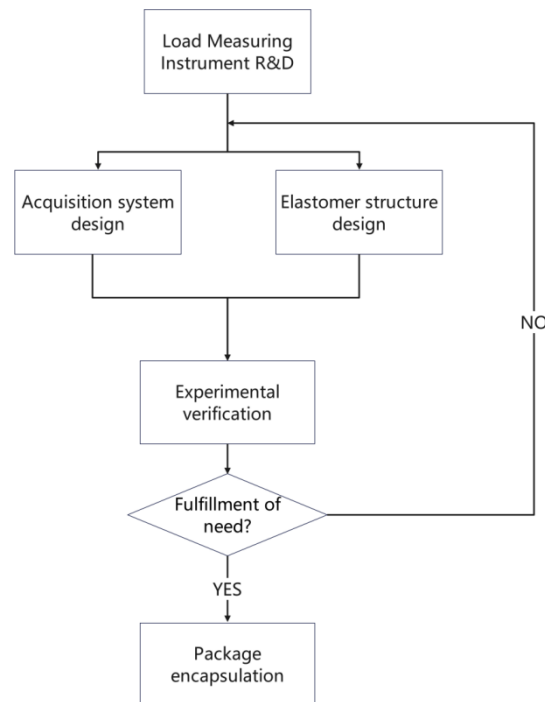 Load Measuring
Instrument R&D
Acquisition system
design
Elastomer structure
design
NO
Experimental
verification
Fulfillment of
need?
YES
Package
encapsulation